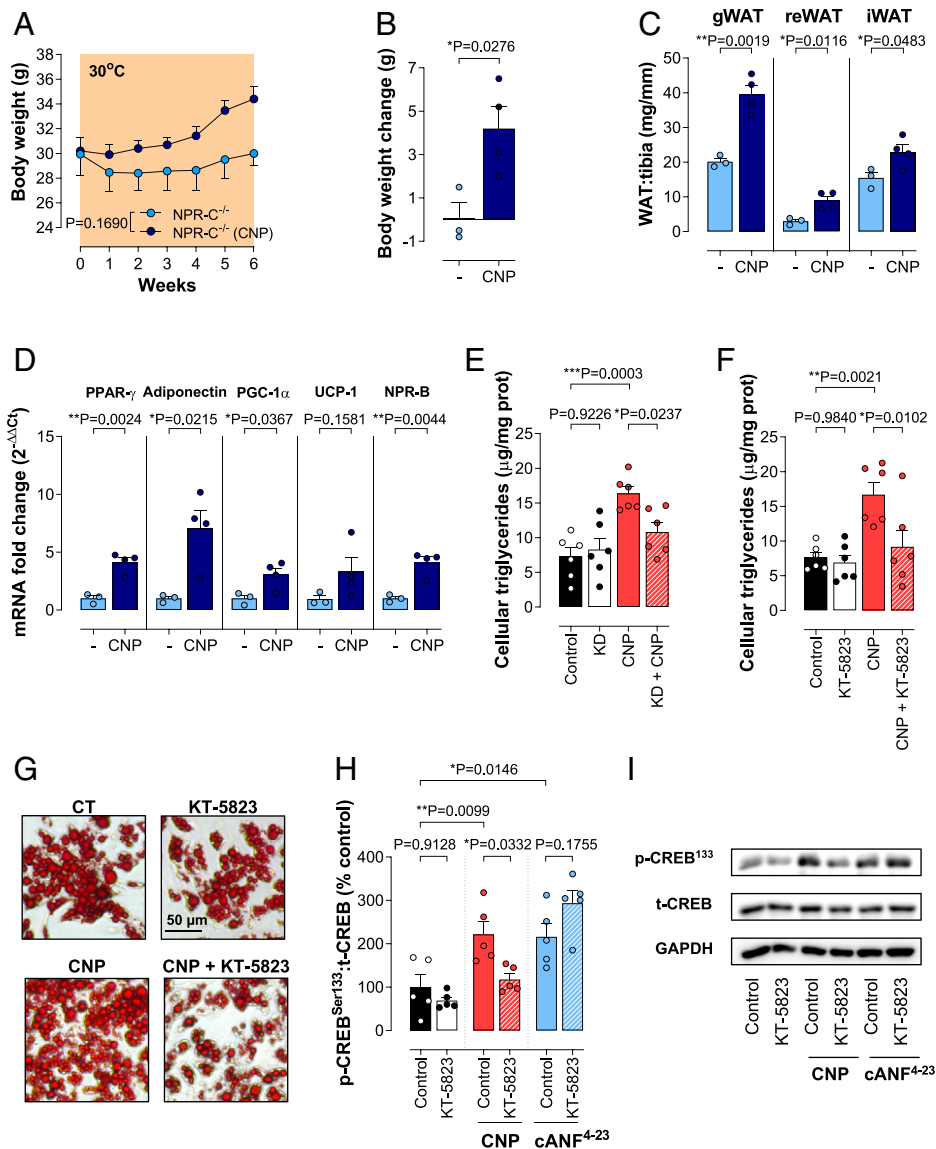 A
Body weight (g)
38
36
34
32
30
28
26
24
30°C
P=0.1690
NPR-C-/-
NPR-C-/- (CNP)
0 1 2 3 4 5 6
Weeks
B
Body weight change (g)
*P=0.0276
7
5
3
1
-1
- CNP
C
gWAT reWAT iWAT
**P=0.0019 *P=0.0116 *P=0.0483
WAT:tibia (mg/mm)
60
50
40
30
20
10
0
- CNP - CNP - CNP
D
PPAR-γ Adiponectin PGC-1α UCP-1 NPR-B
**P=0.0024 *P=0.0215 *P=0.0367 P=0.1581 **P=0.0044
mRNA fold change (2-ΔΔCt)
15
10
5
0
- CNP - CNP - CNP - CNP - CNP
E
***P=0.0003
P=0.9226 *P=0.0237
Cellular triglycerides (µg/mg prot)
25
20
15
10
5
0
Control
KD
CNP
KD + CNP
F
**P=0.0021
P=0.9840 *P=0.0102
Cellular triglycerides (µg/mg prot)
25
20
15
10
5
0
Control
KT-5823
CNP
CNP + KT-5823
G
CT KT-5823
50 µm
CNP CNP + KT-5823
H
*P=0.0146
**P=0.0099
P=0.9128 *P=0.0332 P=0.1755
p-CREBSer133:t-CREB (% control)
400
300
200
100
0
Control
KT-5823
Control
KT-5823
Control
KT-5823
CNP cANF4-23
I
p-CREB133
t-CREB
GAPDH
Control
KT-5823
Control
KT-5823
Control
KT-5823
CNP cANF4-23